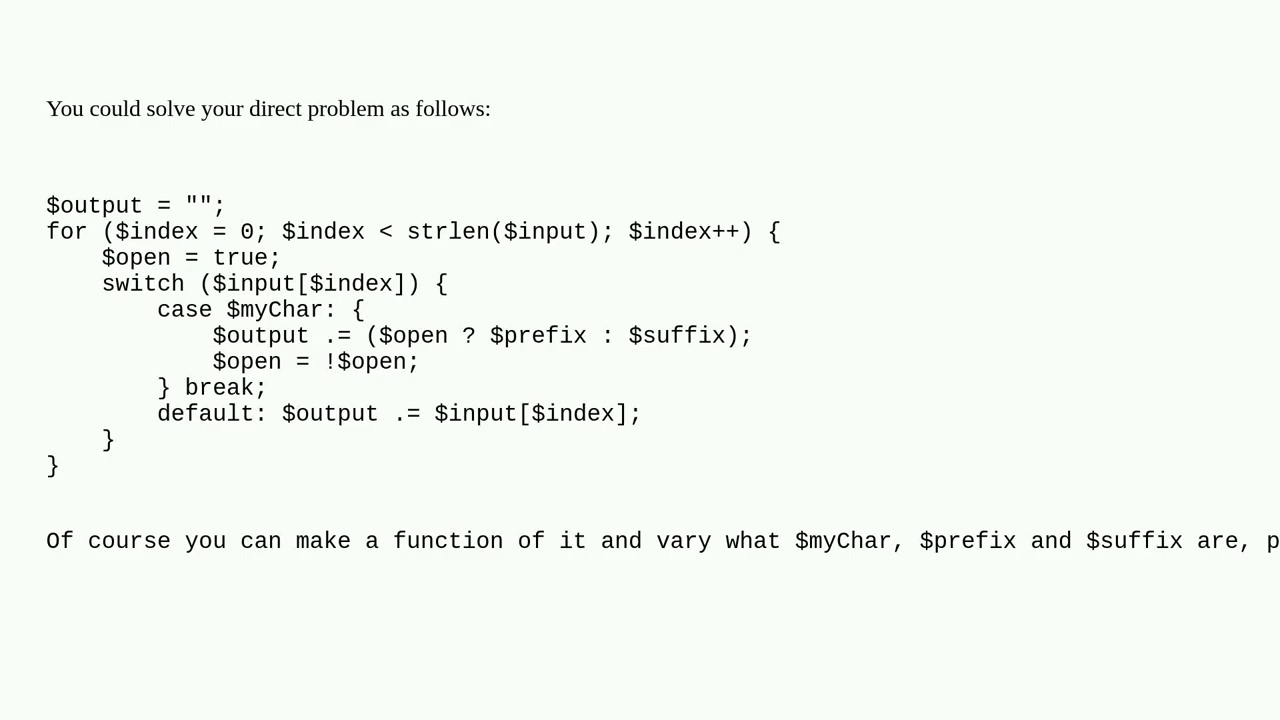 You could solve your direct problem as follows:
$output = "";
for ($index = 0; $index < strlen($input); $index++) {
    $open = true;
    switch ($input[$index]) {
        case $myChar: {
            $output .= ($open ? $prefix : $suffix);
            $open = !$open;
        } break;
        default: $output .= $input[$index];
    }
}
Of course you can make a function of it and vary what $myChar, $prefix and $suffix are, p